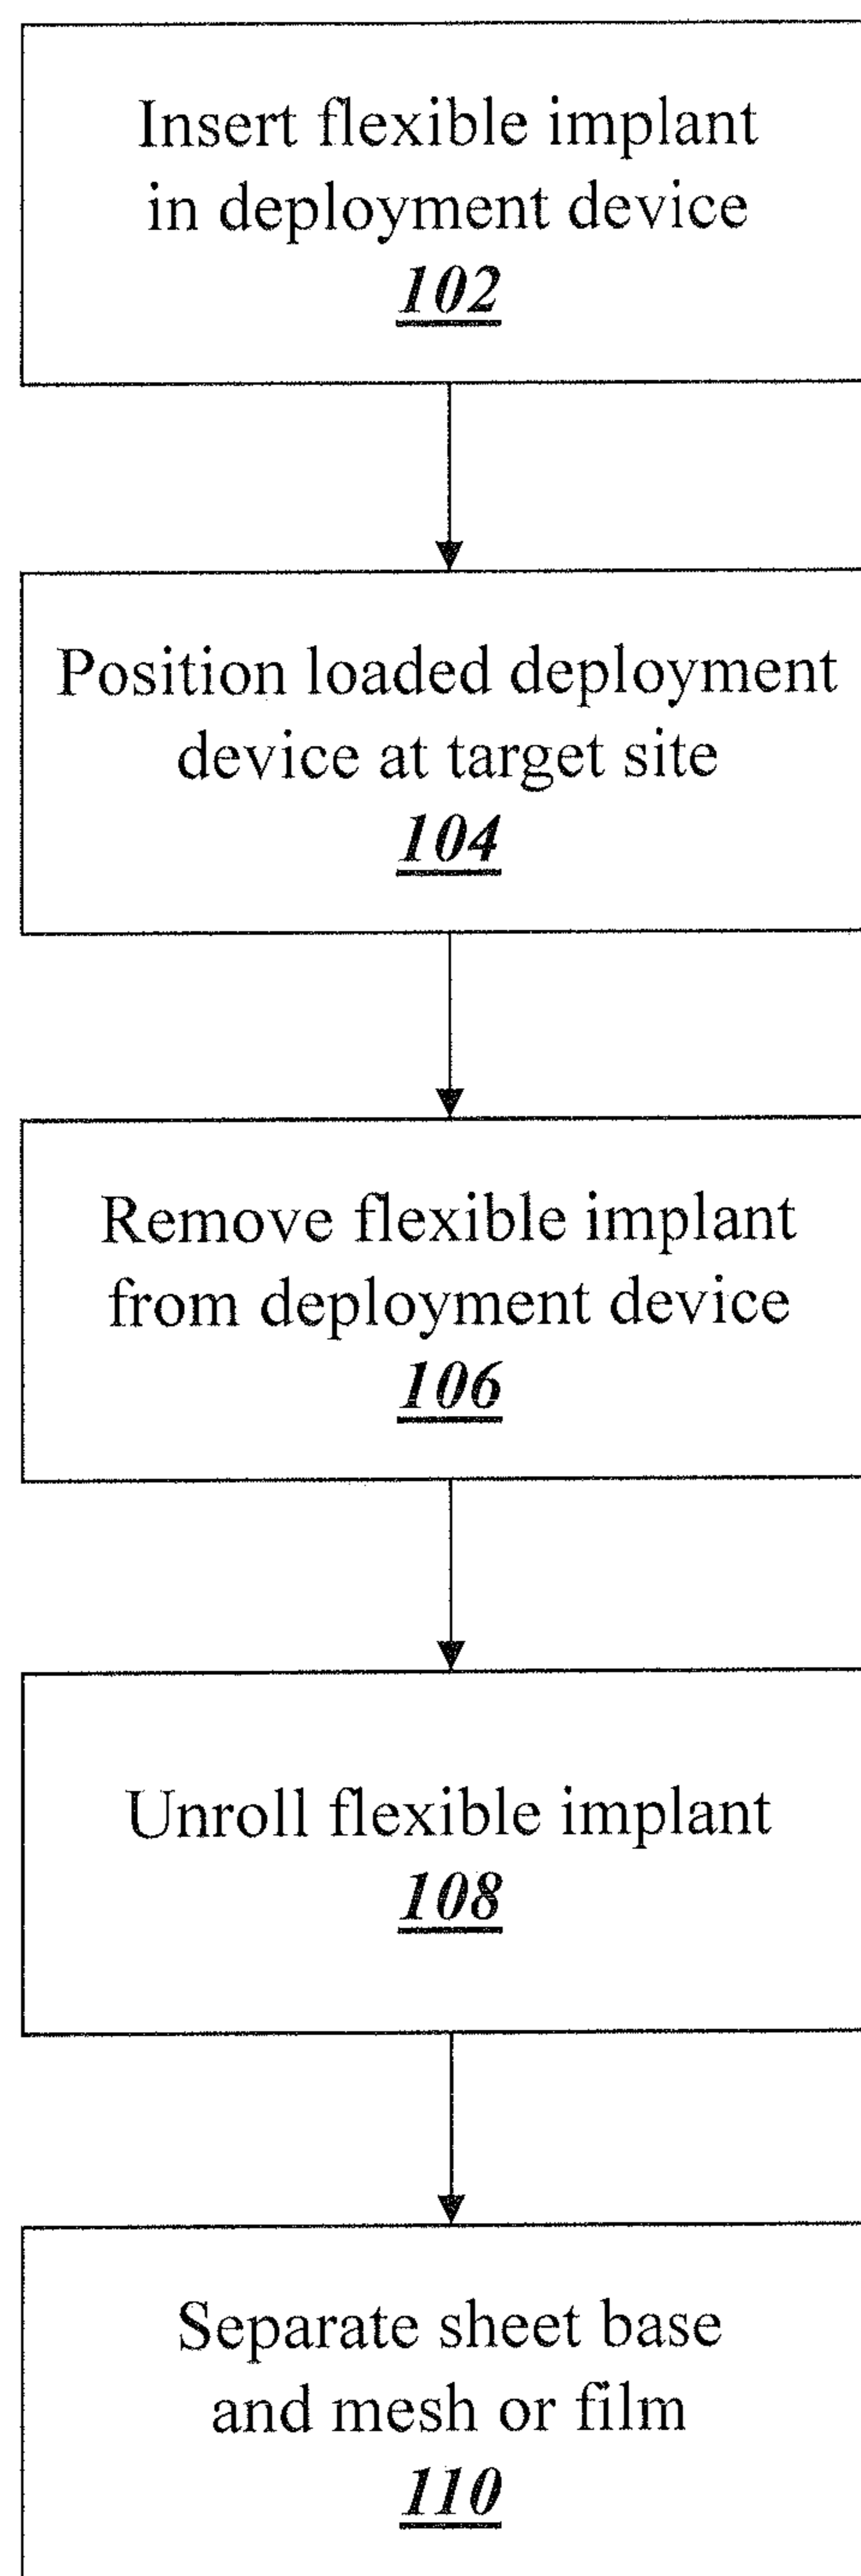 Insert flexible implant
in deployment device
102
Position loaded deployment
device at target site
104
Remove flexible implant
from deployment device
106
Unroll flexible implant
108
Separate sheet base
and mesh or film
110